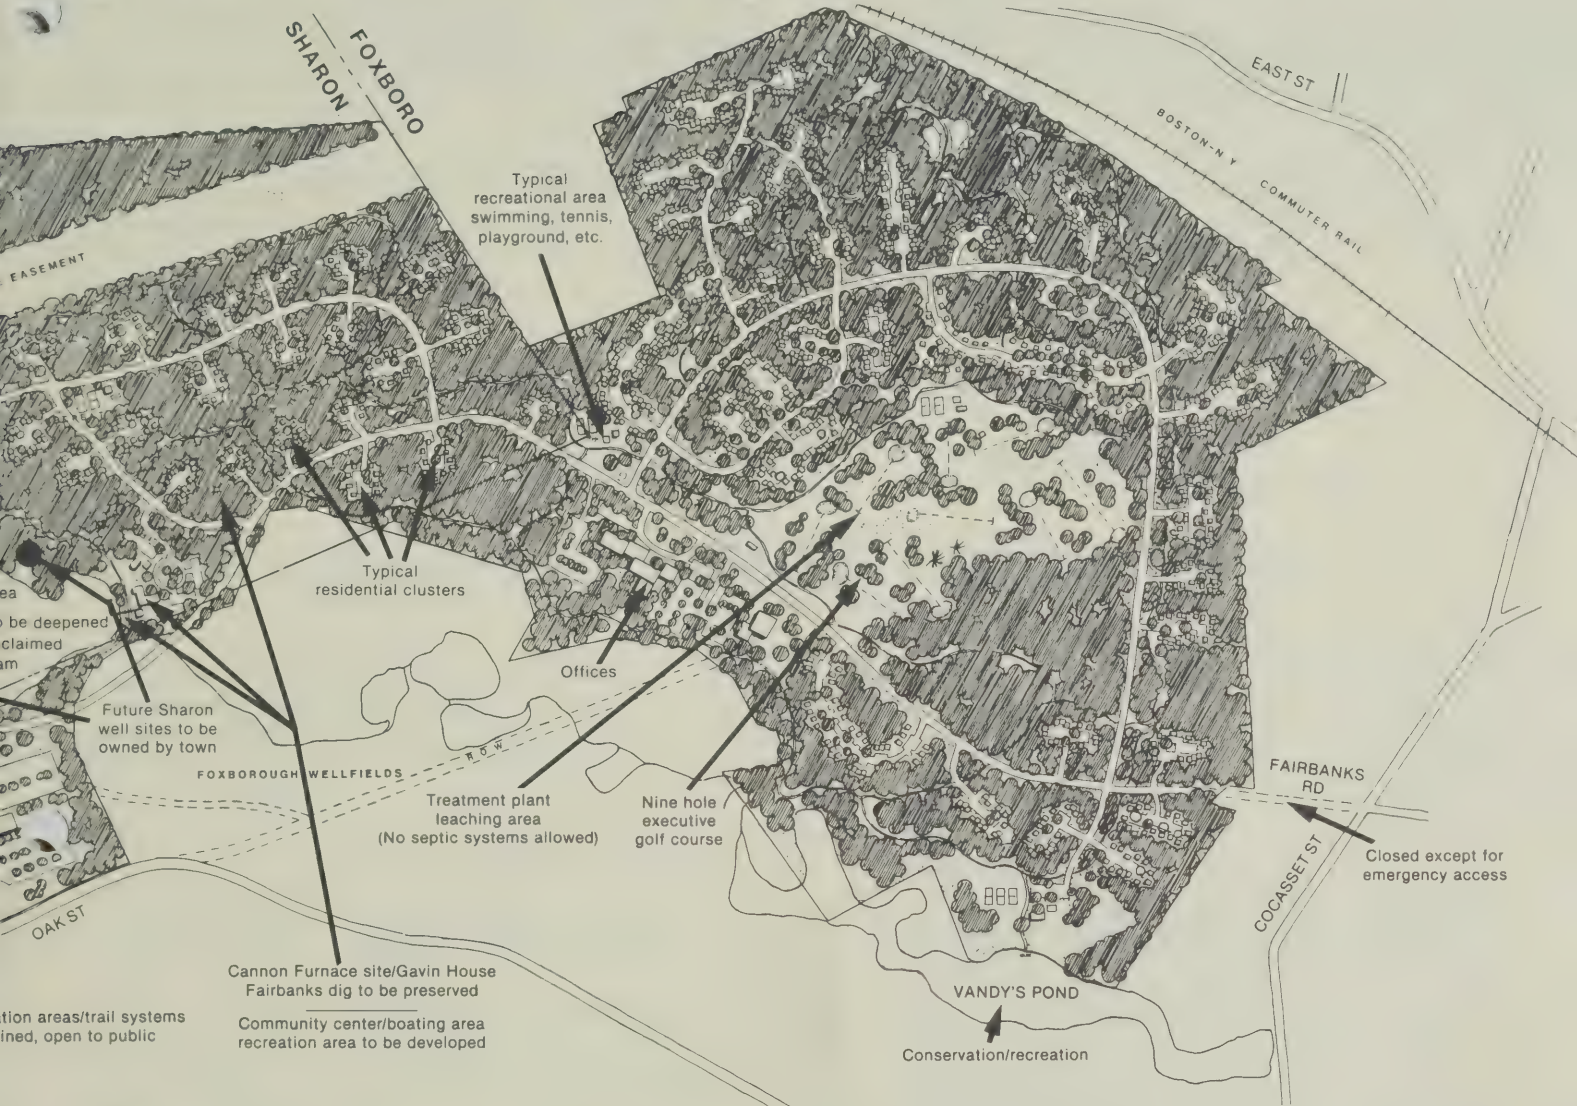 FOXBORO
SHARON
EAST ST
BOSTON-N Y
COMMUTER RAIL
Typical
recreational area
swimming, tennis,
playground, etc.
EASEMENT
Typical
residential clusters
ea
o be deepened
claimed
am
Offices
Future Sharon
well sites to be
owned by town
ROW
FOXBOROUGH WELLFIELDS
Treatment plant
leaching area
(No septic systems allowed)
Nine hole
executive
golf course
FAIRBANKS
RD
Closed except for
emergency access
COCASSET ST
OAK ST
Cannon Furnace site/Gavin House
Fairbanks dig to be preserved
Community center/boating area
recreation area to be developed
tion areas/trail systems
ined, open to public
VANDY'S POND
Conservation/recreation